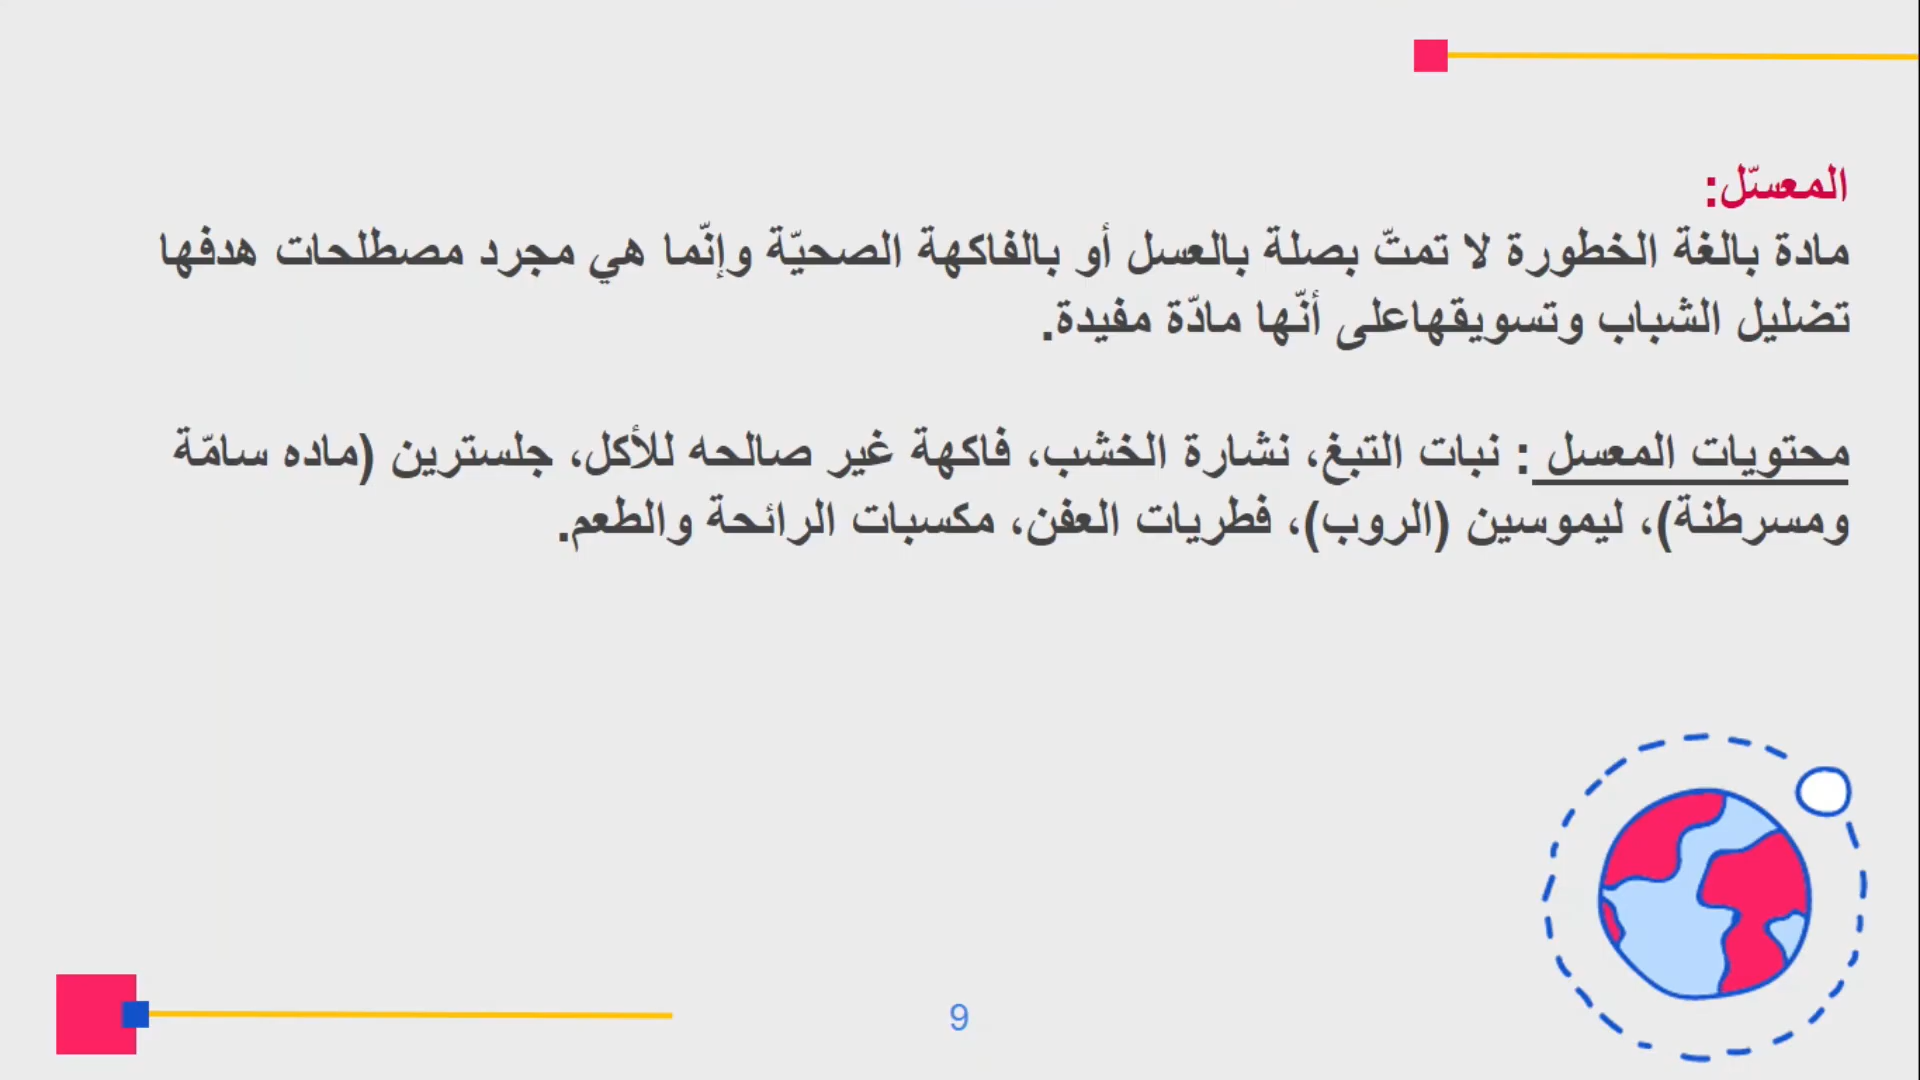 المعسّل:
مادة بالغة الخطورة لا تمتّ بصلة بالعسل أو بالفاكهة الصحيّة وإنّما هي مجرد مصطلحات هدفها
تضليل الشباب وتسويقهاعلى أنّها مادّة مفيدة.
محتويات المعسل : نبات التبغ، نشارة الخشب، فاكهة غير صالحه للأكل، جلسترين (ماده سامّة
ومسرطنة)، ليموسين (الروب)، فطريات العفن، مكسبات الرائحة والطعم.
9